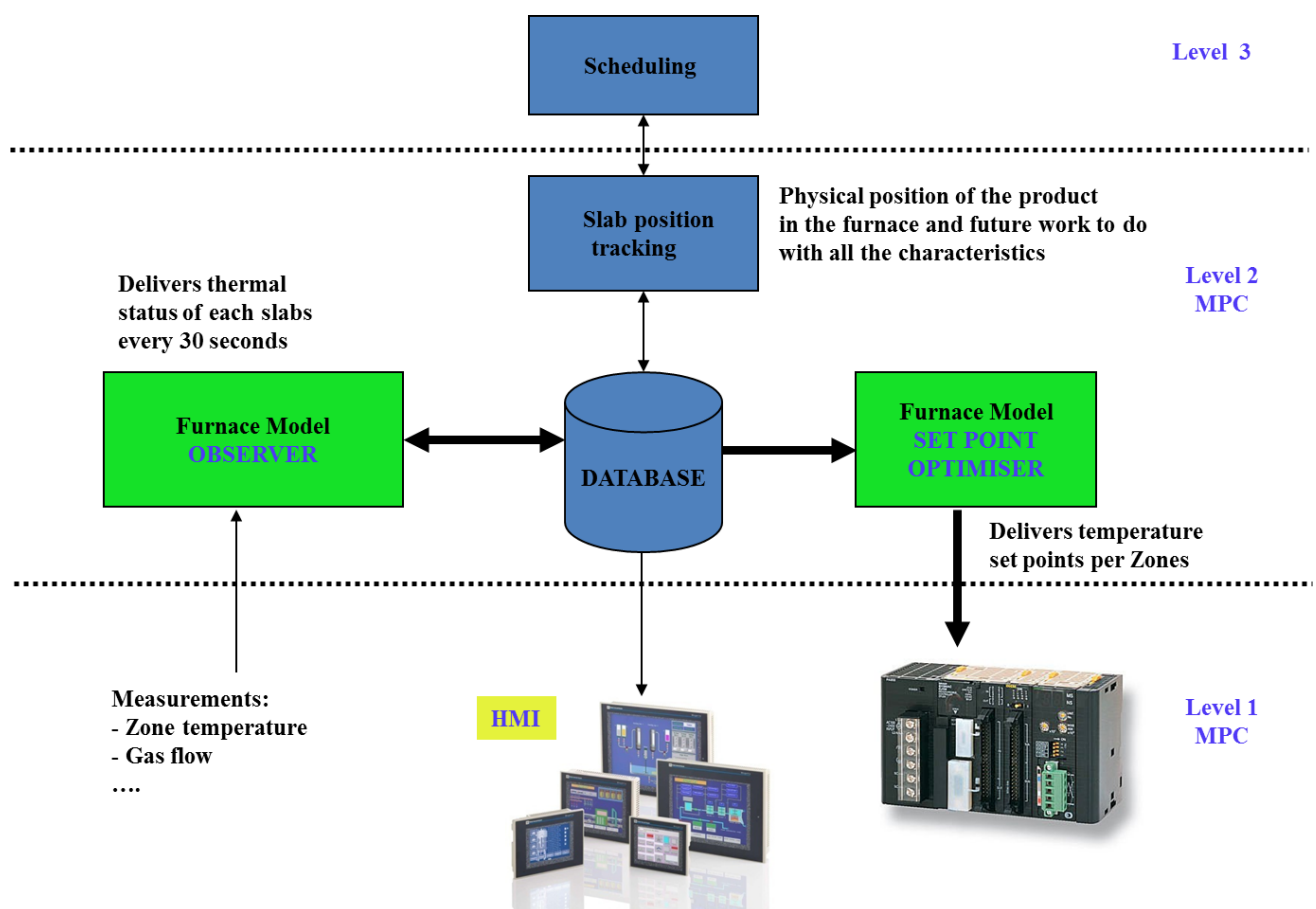 Scheduling
Level 3
Slab position
tracking
Physical position of the product
in the furnace and future work to do
with all the characteristics
Level 2
MPC
Delivers thermal
status of each slabs
every 30 seconds
Furnace Model
OBSERVER
DATABASE
Furnace Model
SET POINT
OPTIMISER
Delivers temperature
set points per Zones
Measurements:
- Zone temperature
- Gas flow
....
HMI
Level 1
MPC